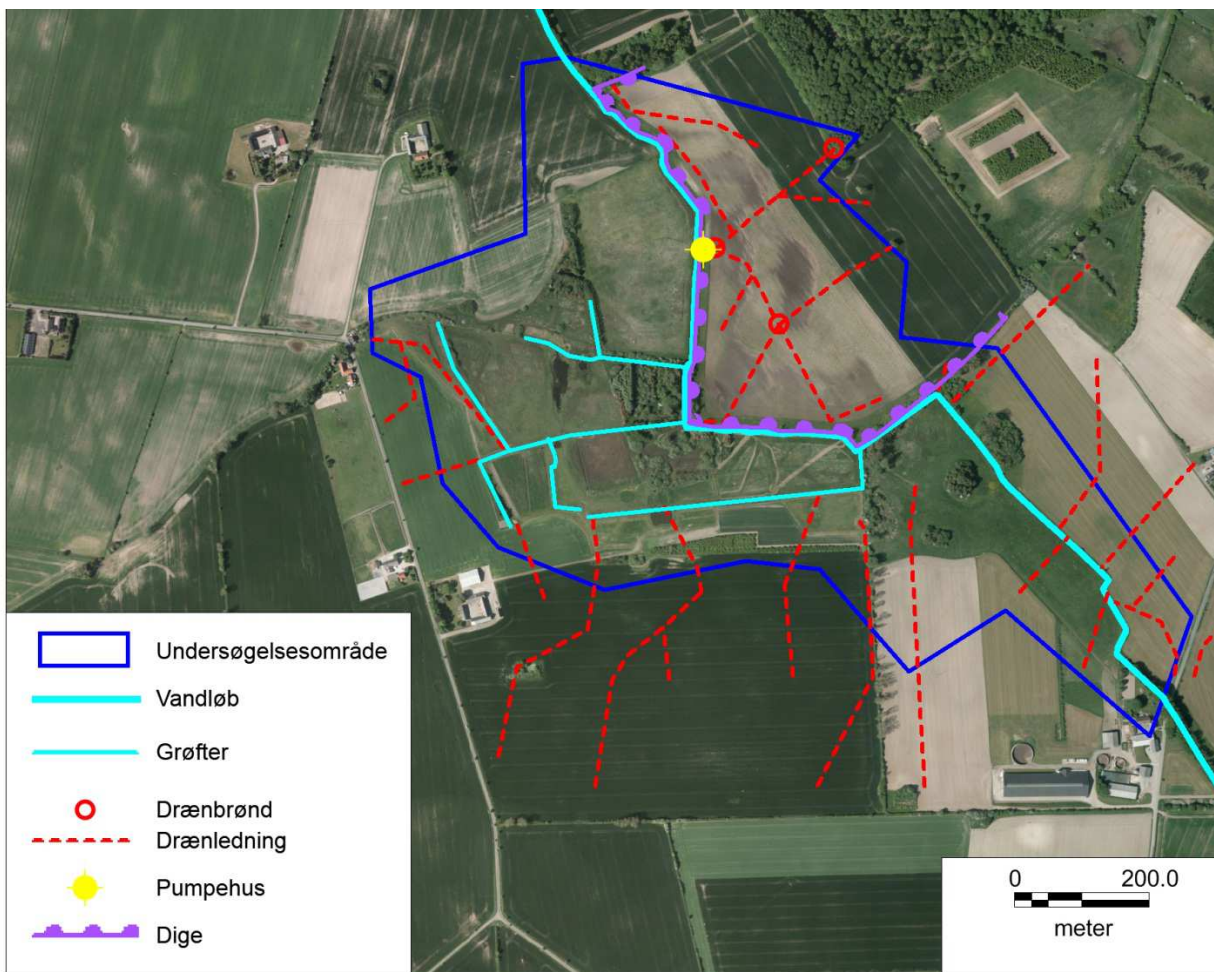 Undersøgelsesområde
Vandløb
Grøfter
Drænbrønd
Drænledning
Pumpehus
Dige
0 200.0
meter